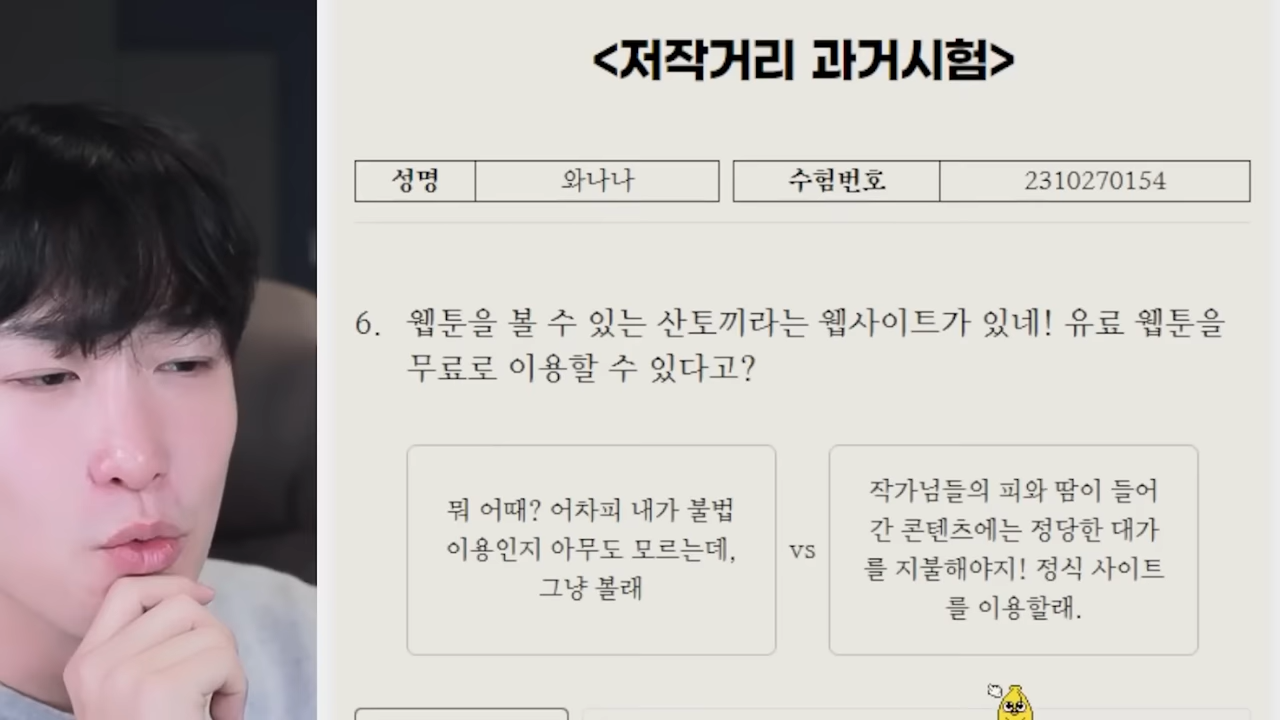 <저작거리 과거시험>
성명 와나나 수험번호 2310270154
6. 웹툰을 볼 수 있는 산토끼라는 웹사이트가 있네! 유료 웹툰을
무료로 이용할 수 있다고?
뭐 어때? 어차피 내가 불법
이용인지 아무도 모르는데,
그냥 볼래
vs
작가님들의 피와 땀이 들어
간 콘텐츠에는 정당한 대가
를 지불해야지! 정식 사이트
를 이용할래.